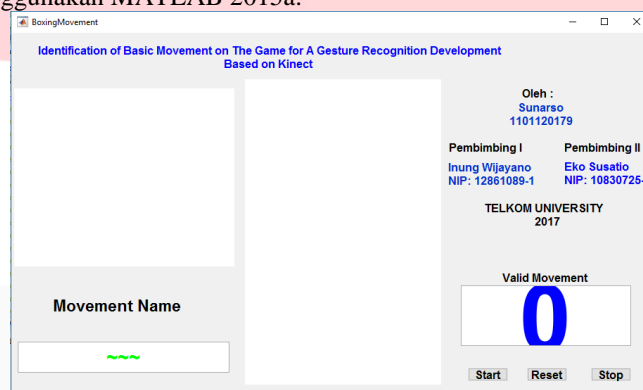 menggunakan MATLAB 2015a.
BoxingMovement
Identification of Basic Movement on The Game for A Gesture Recognition Development
Based on Kinect
Oleh :
Sunarso
1101120179
Pembimbing I Pembimbing II
Inung Wijayano Eko Susatio
NIP: 12861089-1 NIP: 10830725-
TELKOM UNIVERSITY
2017
Valid Movement
0
Movement Name
~~~
Start Reset Stop